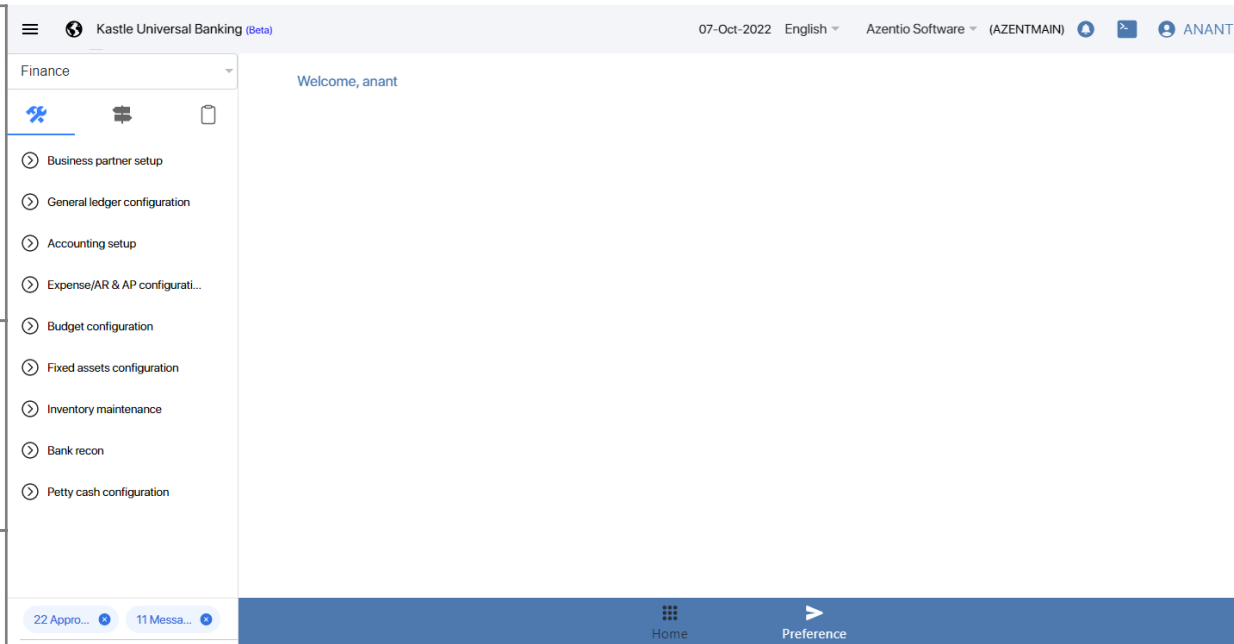 Kastle Universal Banking (Beta)
07-Oct-2022 English Azentio Software (AZENTMAIN) ANANT
Finance
Welcome, anant
Business partner setup
General ledger configuration
Accounting setup
Expense/AR & AP configurati...
Budget configuration
Fixed assets configuration
Inventory maintenance
Bank recon
Petty cash configuration
22 Appro... 11 Messa...
Home Preference